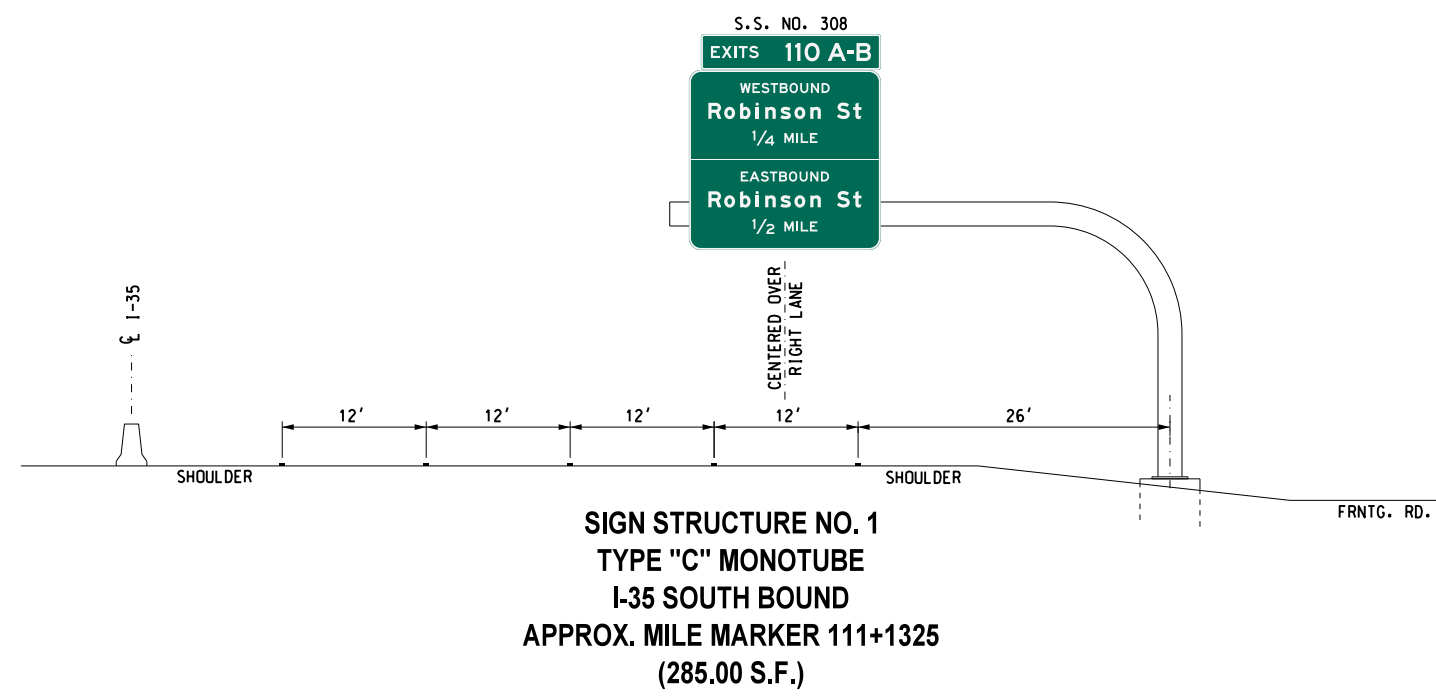 S.S. NO. 308
EXITS 110 A-B
WESTBOUND
Robinson St
1/4 MILE
EASTBOUND
Robinson St
1/2 MILE
℄ I-35
CENTERED OVER
RIGHT LANE
12' 12' 12' 12' 26'
SHOULDER SHOULDER
FRNTG. RD.
SIGN STRUCTURE NO. 1
TYPE "C" MONOTUBE
I-35 SOUTH BOUND
APPROX. MILE MARKER 111+1325
(285.00 S.F.)